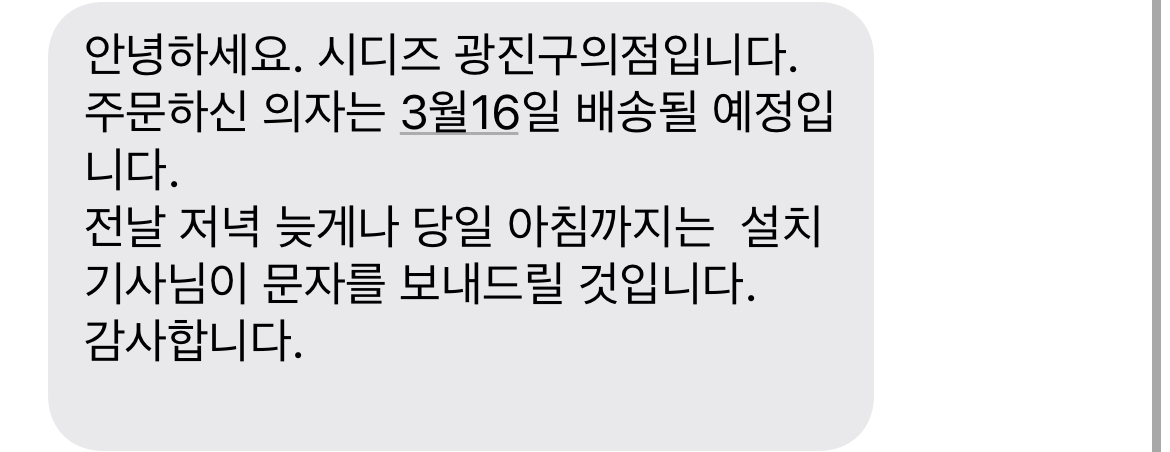 안녕하세요. 시디즈 광진구의점입니다.
주문하신 의자는 3월16일 배송될 예정입
니다.
전날 저녁 늦게나 당일 아침까지는  설치
기사님이 문자를 보내드릴 것입니다.
감사합니다.